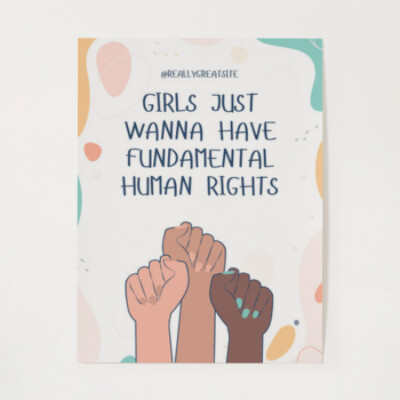 @REALLYGREATSITE
GIRLS JUST
WANNA HAVE
FUNDAMENTAL
HUMAN RIGHTS